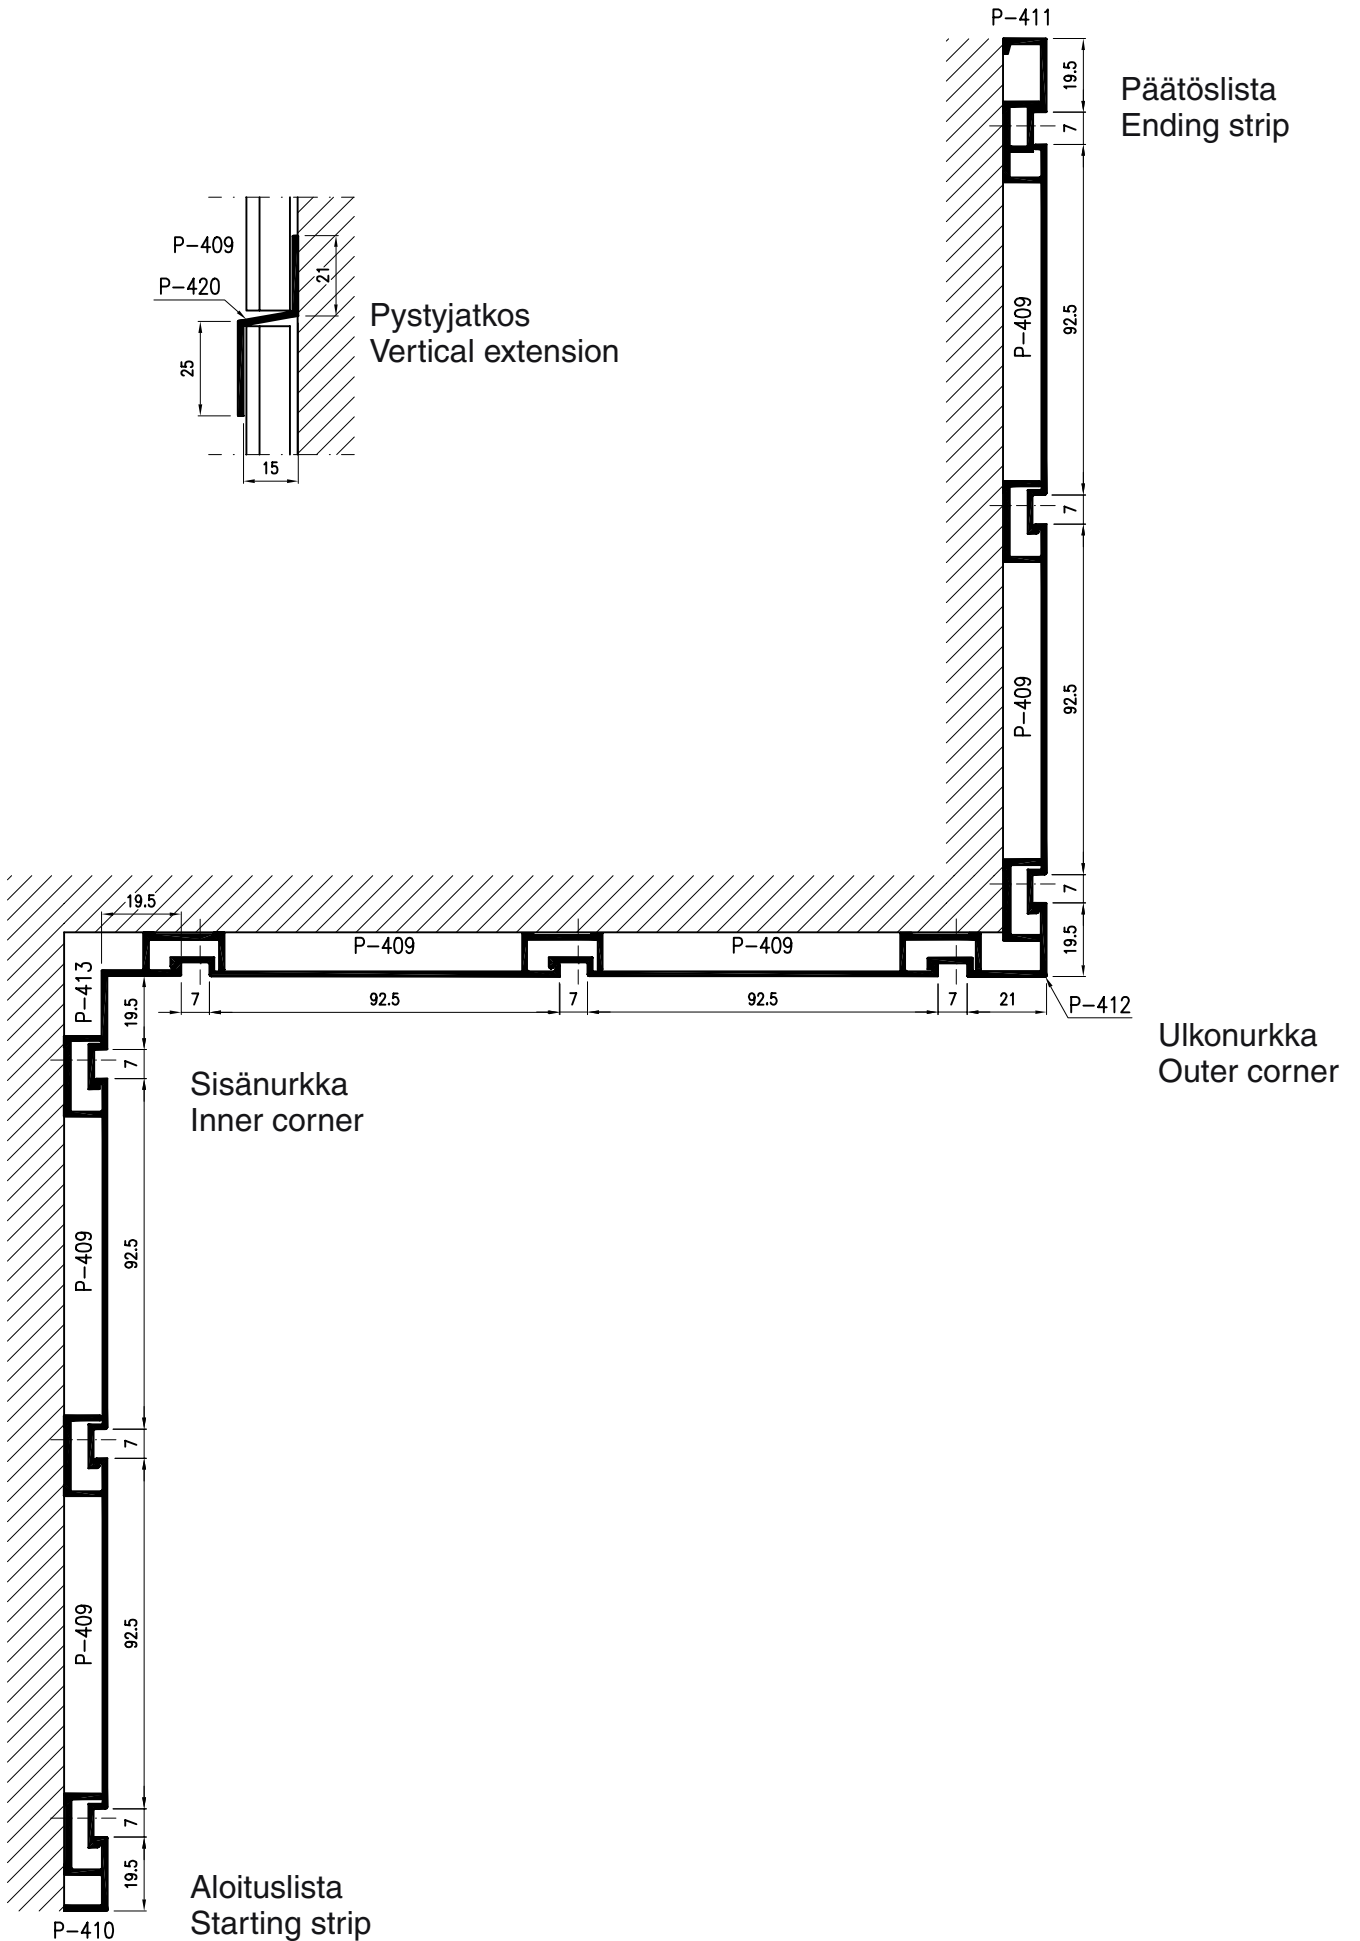 P-411
19.5
Päätöslista
Ending strip
7
P-409
92.5
7
P-409
92.5
7
19.5
P-409
P-420
21
25
15
Pystyjatkos
Vertical extension
19.5
P-409
P-409
7
92.5
7
92.5
7
21
P-412
Ulkonurkka
Outer corner
P-413
19.5
7
Sisänurkka
Inner corner
P-409
92.5
7
P-409
92.5
7
19.5
Aloituslista
Starting strip
P-410